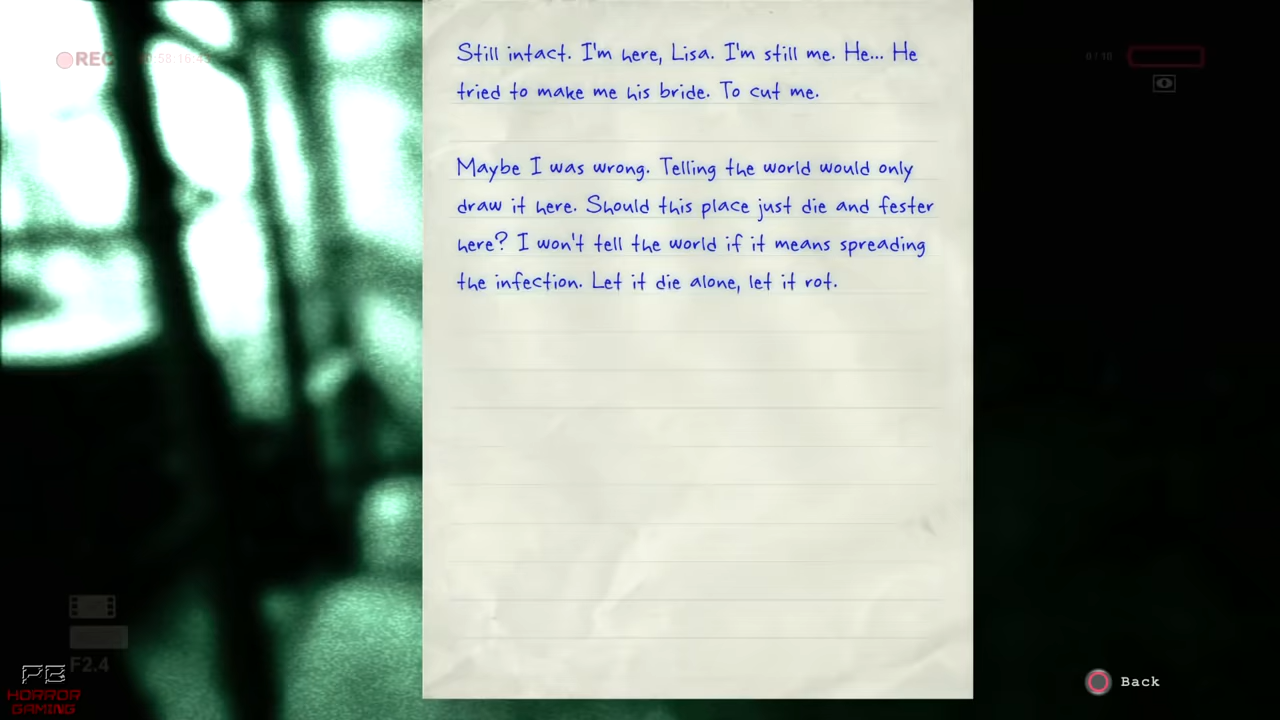 REC
0/10
Still intact. I'm here, Lisa. I'm still me. He... He
tried to make me his bride. To cut me.
Maybe I was wrong. Telling the world would only
draw it here. Should this place just die and fester
here? I won't tell the world if it means spreading
the infection. Let it die alone, let it rot.
F2.4
HORROR
GAMING
Back